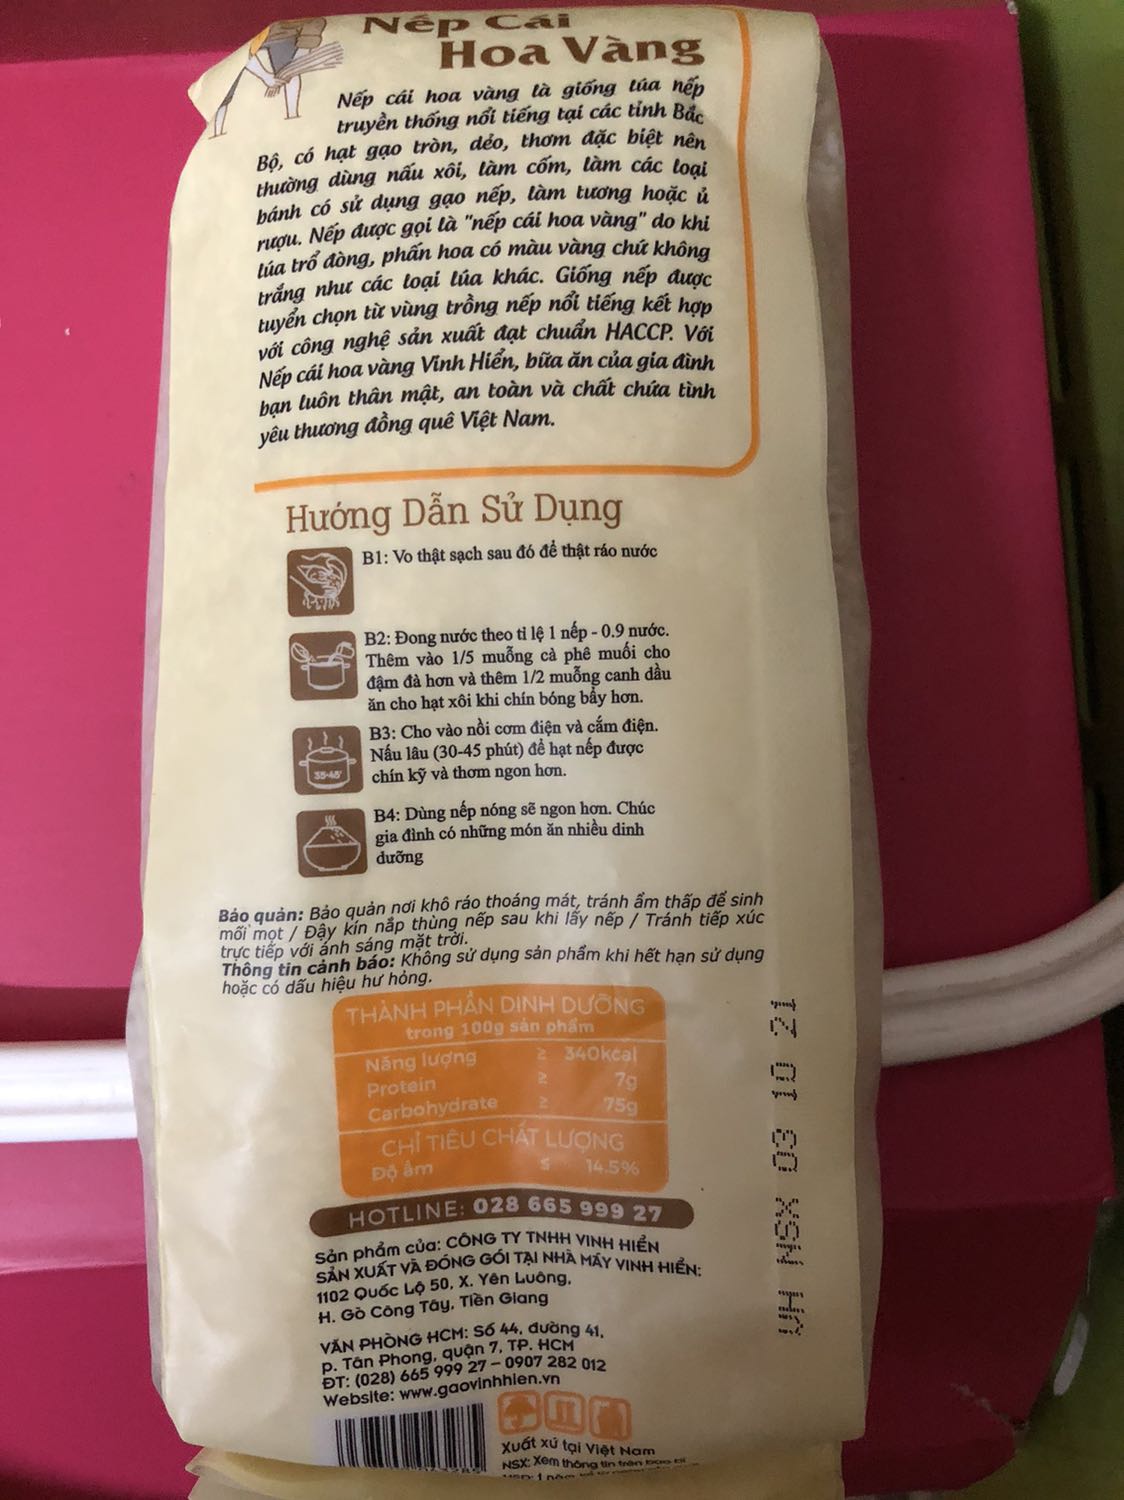 Nếp Cái
Hoa Vàng
Nếp cái hoa vàng là giống lúa nếp
truyền thống nổi tiếng tại các tỉnh Bắc
Bộ, có hạt gạo tròn, dẻo, thơm đặc biệt nên
thường dùng nấu xôi, làm cốm, làm các loại
bánh có sử dụng gạo nếp, làm tương hoặc ủ
rượu. Nếp được gọi là "nếp cái hoa vàng" do khi
lúa trổ đòng, phấn hoa có màu vàng chứ không
trắng như các loại lúa khác. Giống nếp được
tuyển chọn từ vùng trồng nếp nổi tiếng kết hợp
với công nghệ sản xuất đạt chuẩn HACCP. Với
Nếp cái hoa vàng Vinh Hiển, bữa ăn của gia đình
bạn luôn thân mật, an toàn và chất chứa tình
yêu thương đồng quê Việt Nam.
Hướng Dẫn Sử Dụng
B1: Vo thật sạch sau đó để thật ráo nước
B2: Đong nước theo tỉ lệ 1 nếp - 0.9 nước.
Thêm vào 1/5 muỗng cà phê muối cho
đậm đà hơn và thêm 1/2 muỗng canh dầu
ăn cho hạt xôi khi chín bóng bẩy hơn.
B3: Cho vào nồi cơm điện và cắm điện.
Nấu lâu (30-45 phút) để hạt nếp được
35-45'
chín kỹ và thơm ngon hơn.
B4: Dùng nếp nóng sẽ ngon hơn. Chúc
gia đình có những món ăn nhiều dinh
dưỡng
Bảo quản: Bảo quản nơi khô ráo thoáng mát, tránh ẩm thấp để sinh
mối mọt / Đậy kín nắp thùng nếp sau khi lấy nếp / Tránh tiếp xúc
trực tiếp với ánh sáng mặt trời.
Thông tin cảnh báo: Không sử dụng sản phẩm khi hết hạn sử dụng
hoặc có dấu hiệu hư hỏng.
THÀNH PHẦN DINH DƯỠNG
trong 100g sản phẩm
Năng lượng ≥ 340kcal
Protein ≥ 7g
Carbohydrate ≥ 75g
CHỈ TIÊU CHẤT LƯỢNG
Độ ẩm ≤ 14.5%
HOTLINE: 028 665 999 27
Sản phẩm của: CÔNG TY TNHH VINH HIỂN
SẢN XUẤT VÀ ĐÓNG GÓI TẠI NHÀ MÁY VINH HIỂN:
1102 Quốc Lộ 50, X. Yên Luông,
H. Gò Công Tây, Tiền Giang
VĂN PHÒNG HCM: Số 44, đường 41,
p. Tân Phong, quận 7, TP. HCM
ĐT: (028) 665 999 27 – 0907 282 012
Website: www.gaovinhhien.vn
Xuất xứ tại Việt Nam
NSX: Xem thông tin trên bao bì
VH NSX 03 10 21